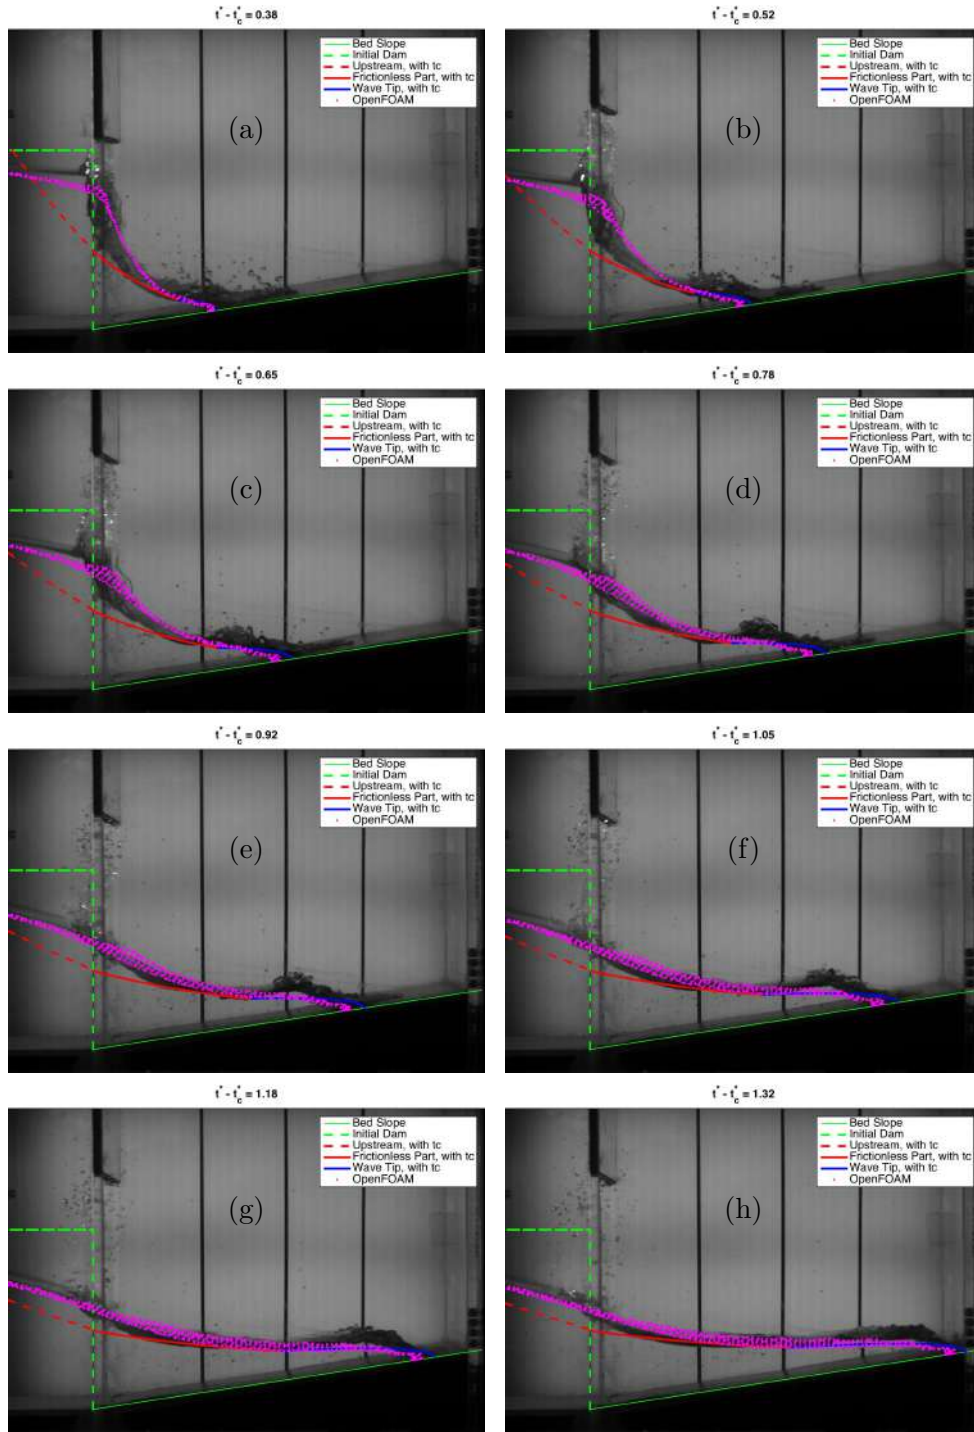 t* - t*c = 0.38
Bed Slope
Initial Dam
Upstream, with tc
Frictionless Part, with tc
Wave Tip, with tc
OpenFOAM
(a)
t* - t*c = 0.52
Bed Slope
Initial Dam
Upstream, with tc
Frictionless Part, with tc
Wave Tip, with tc
OpenFOAM
(b)
t* - t*c = 0.65
Bed Slope
Initial Dam
Upstream, with tc
Frictionless Part, with tc
Wave Tip, with tc
OpenFOAM
(c)
t* - t*c = 0.78
Bed Slope
Initial Dam
Upstream, with tc
Frictionless Part, with tc
Wave Tip, with tc
OpenFOAM
(d)
t* - t*c = 0.92
Bed Slope
Initial Dam
Upstream, with tc
Frictionless Part, with tc
Wave Tip, with tc
OpenFOAM
(e)
t* - t*c = 1.05
Bed Slope
Initial Dam
Upstream, with tc
Frictionless Part, with tc
Wave Tip, with tc
OpenFOAM
(f)
t* - t*c = 1.18
Bed Slope
Initial Dam
Upstream, with tc
Frictionless Part, with tc
Wave Tip, with tc
OpenFOAM
(g)
t* - t*c = 1.32
Bed Slope
Initial Dam
Upstream, with tc
Frictionless Part, with tc
Wave Tip, with tc
OpenFOAM
(h)